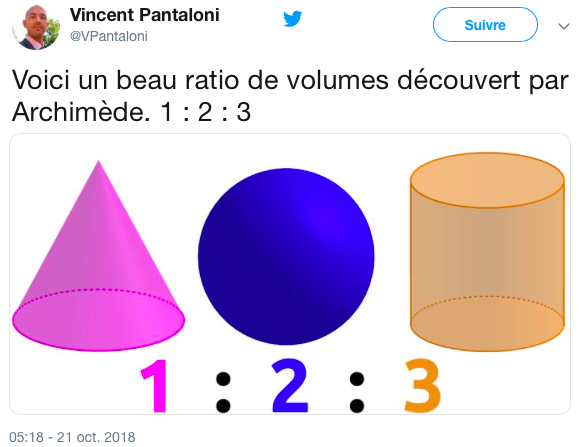 Vincent Pantaloni
@VPantaloni
Suivre
Voici un beau ratio de volumes découvert par
Archimède. 1 : 2 : 3
1 : 2 : 3
05:18 - 21 oct. 2018